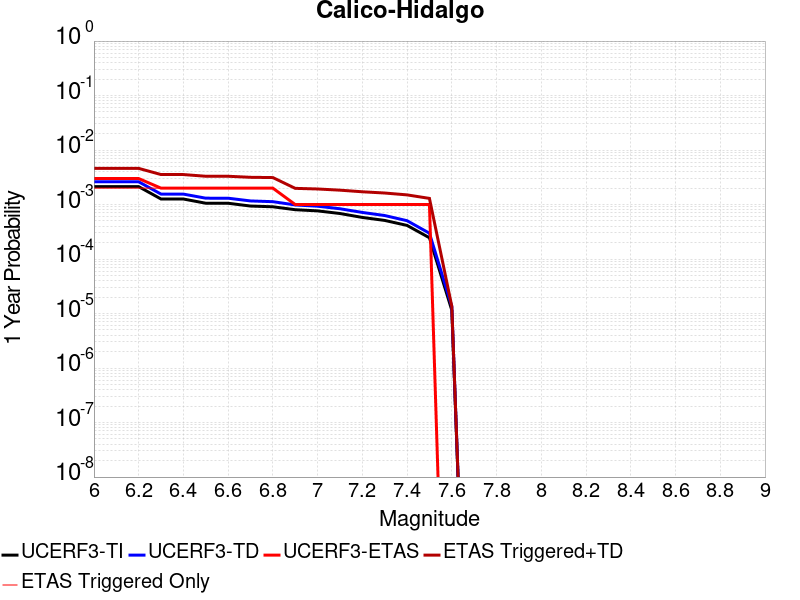 Calico-Hidalgo
10^0
10^-1
10^-2
10^-3
10^-4
10^-5
10^-6
10^-7
10^-8
1 Year Probability
6 6.2 6.4 6.6 6.8 7 7.2 7.4 7.6 7.8 8 8.2 8.4 8.6 8.8 9
Magnitude
UCERF3-TI UCERF3-TD UCERF3-ETAS ETAS Triggered+TD
ETAS Triggered Only